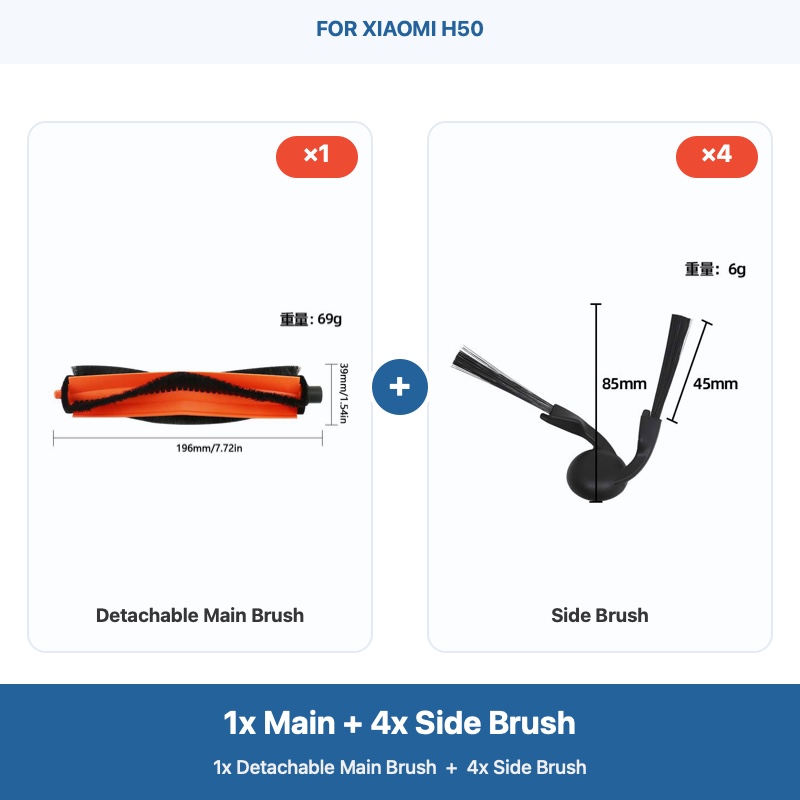 FOR XIAOMI H50
×1
×4
重量: 69g
39mm/1.54in
196mm/7.72in
+
重量: 6g
85mm
45mm
Detachable Main Brush
Side Brush
1x Main + 4x Side Brush
1x Detachable Main Brush + 4x Side Brush